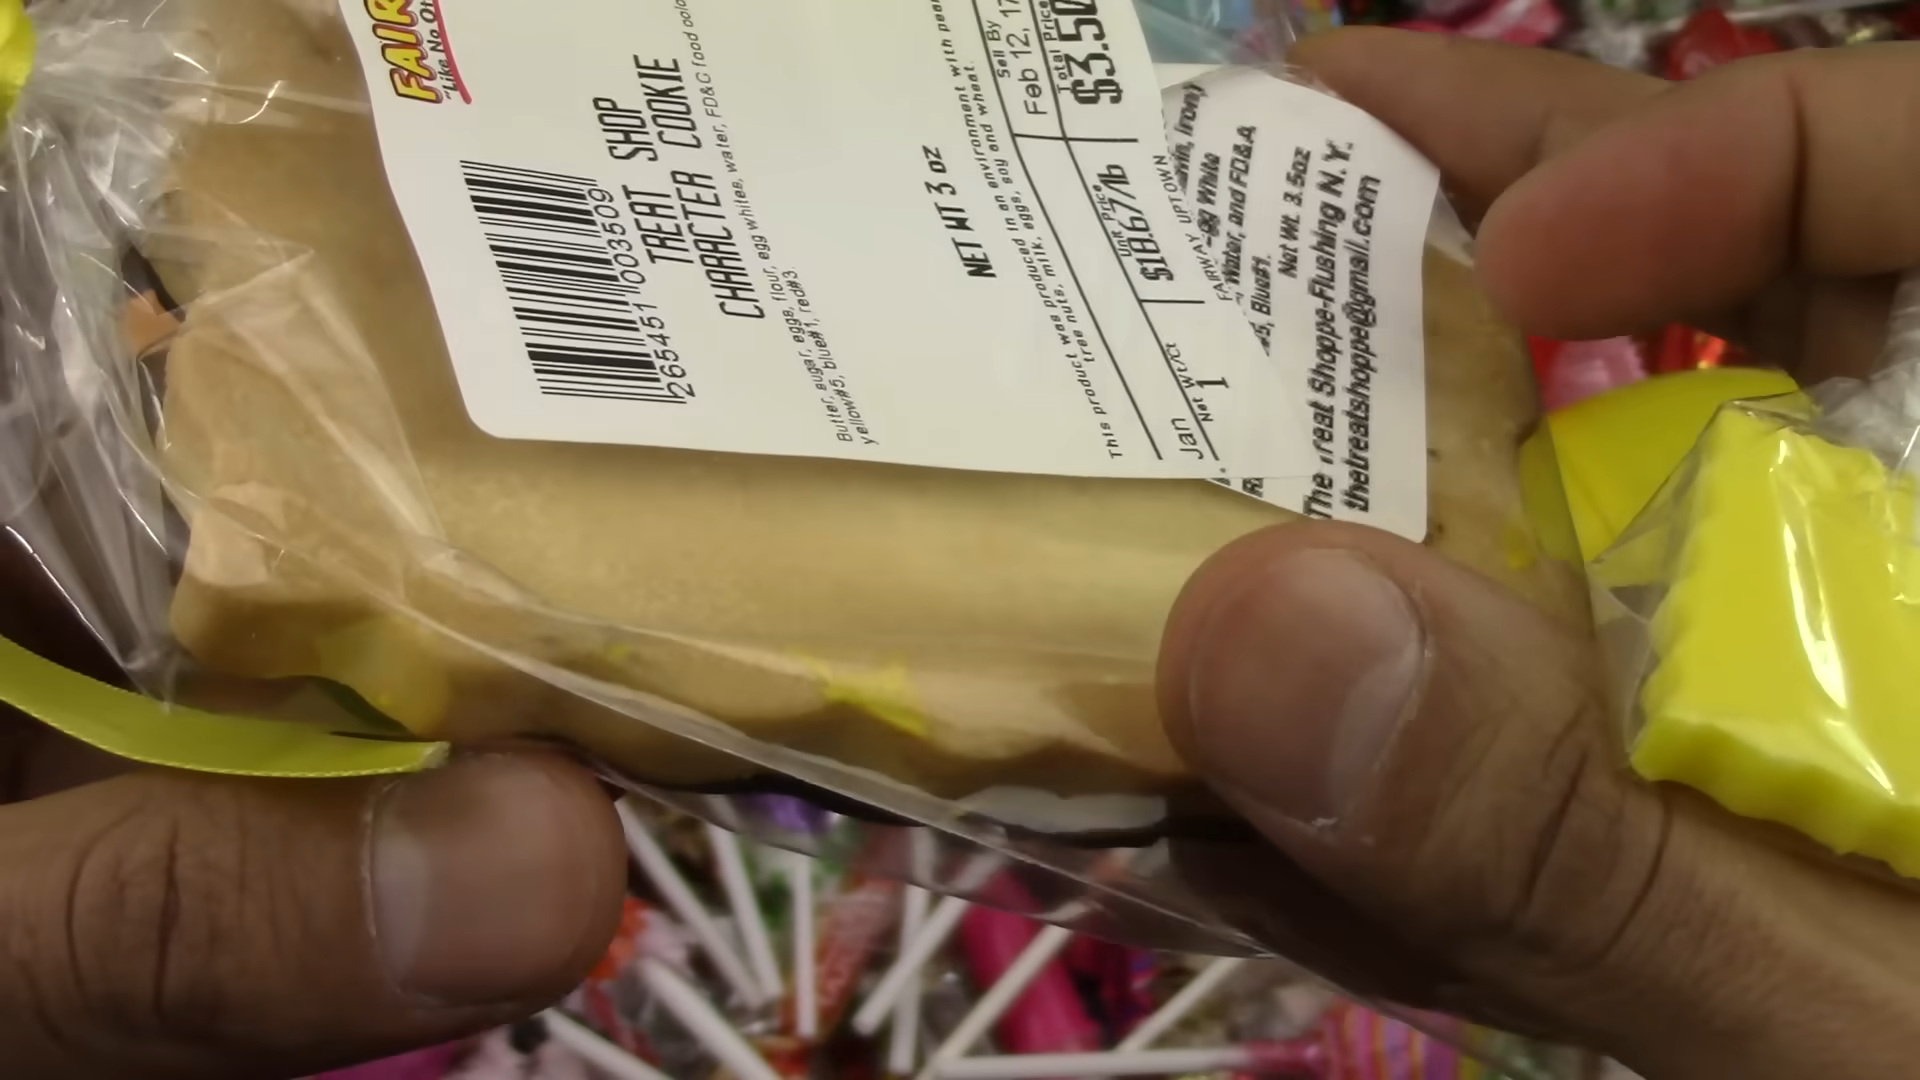 FAIR
"Like No Ot
265451 003509
TREAT SHOP
CHARACTER COOKIE
Butter, sugar, eggs, flour, egg whites, water, FD&C food colo
yellow#5, blue#1, red#3.
NET WT 3 oz
This product was produced in an environment with pean
tree nuts, milk, eggs, soy and wheat.
Sell By
Jan Feb 12, 17
Net Wt/Ct Unit Price Total Price
1 $18.67/lb $3.50
FAIRWAY UPTOWN
iron)
gg White
Water, and FD&A
#5, Blue#1.
Net Wt. 3.5oz
The Treat Shoppe-Flushing N.Y.
thetreatshoppe@gmail.com